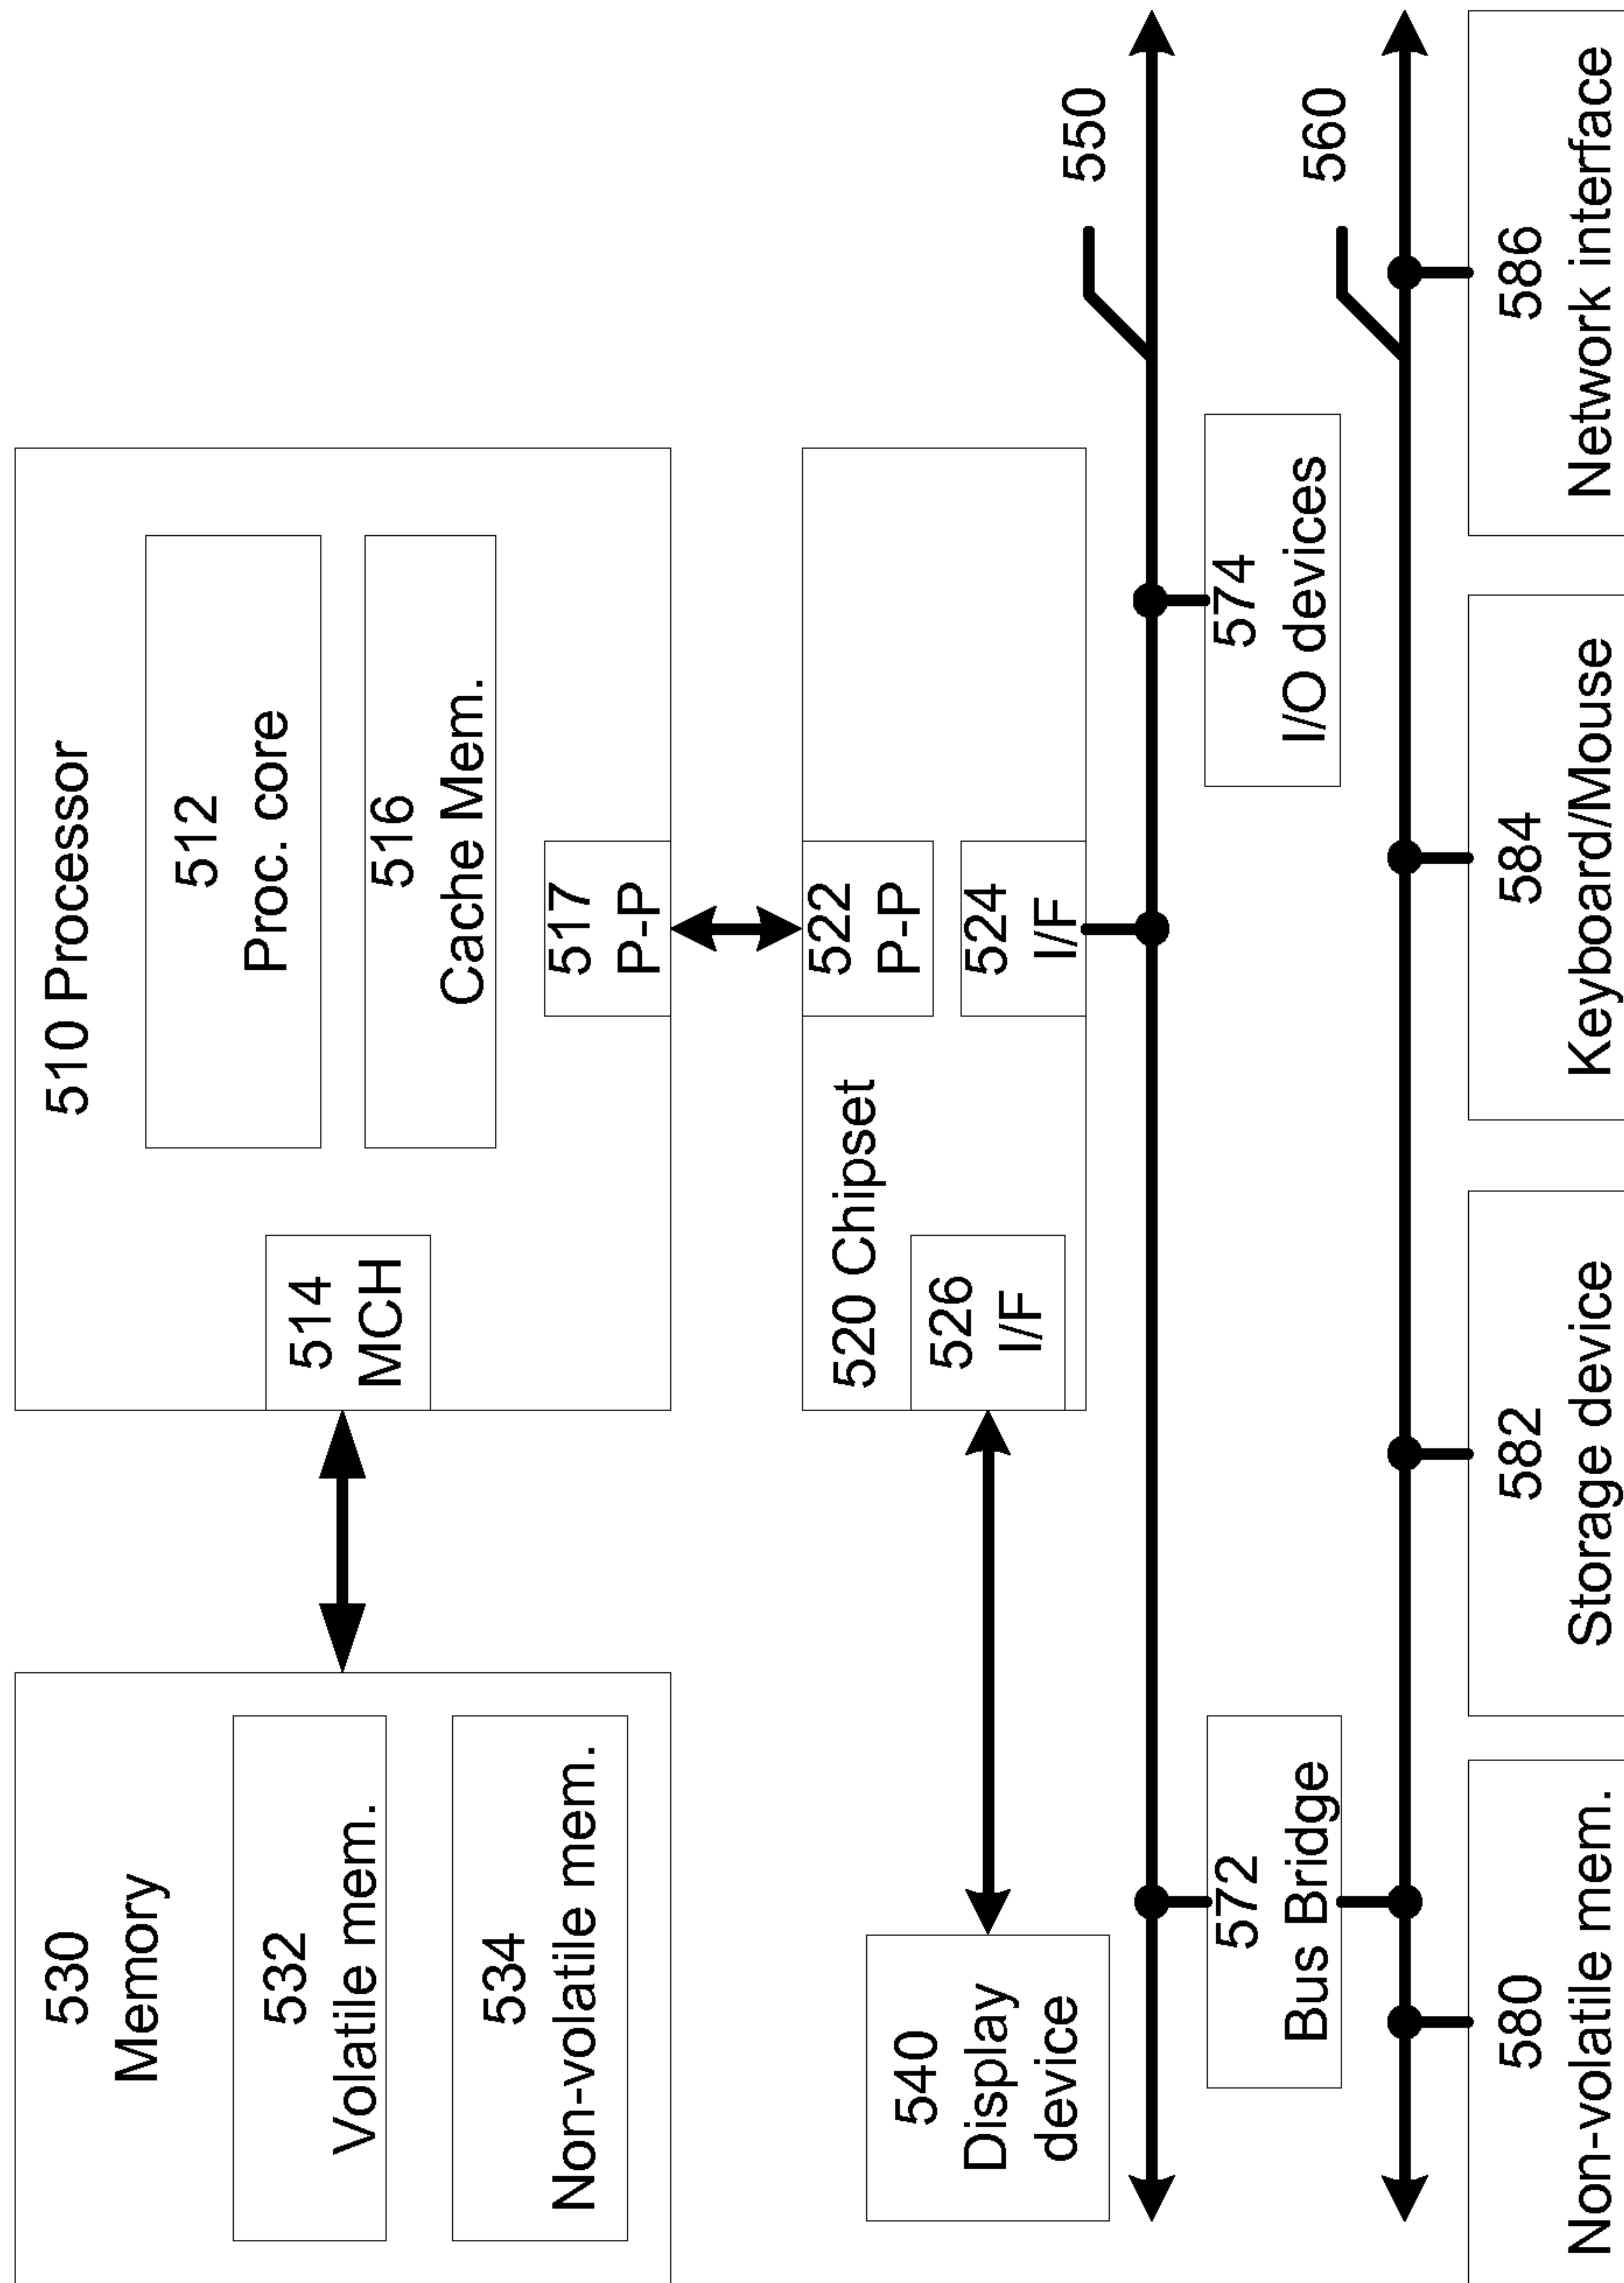 530
Memory
532
Volatile mem.
534
Non-volatile mem.
510 Processor
512
Proc. core
514
MCH
516
Cache Mem.
517
P-P
520 Chipset
522
P-P
526
I/F
524
I/F
540
Display
device
550
572
Bus Bridge
574
I/O devices
560
580
Non-volatile mem.
582
Storage device
584
Keyboard/Mouse
586
Network interface